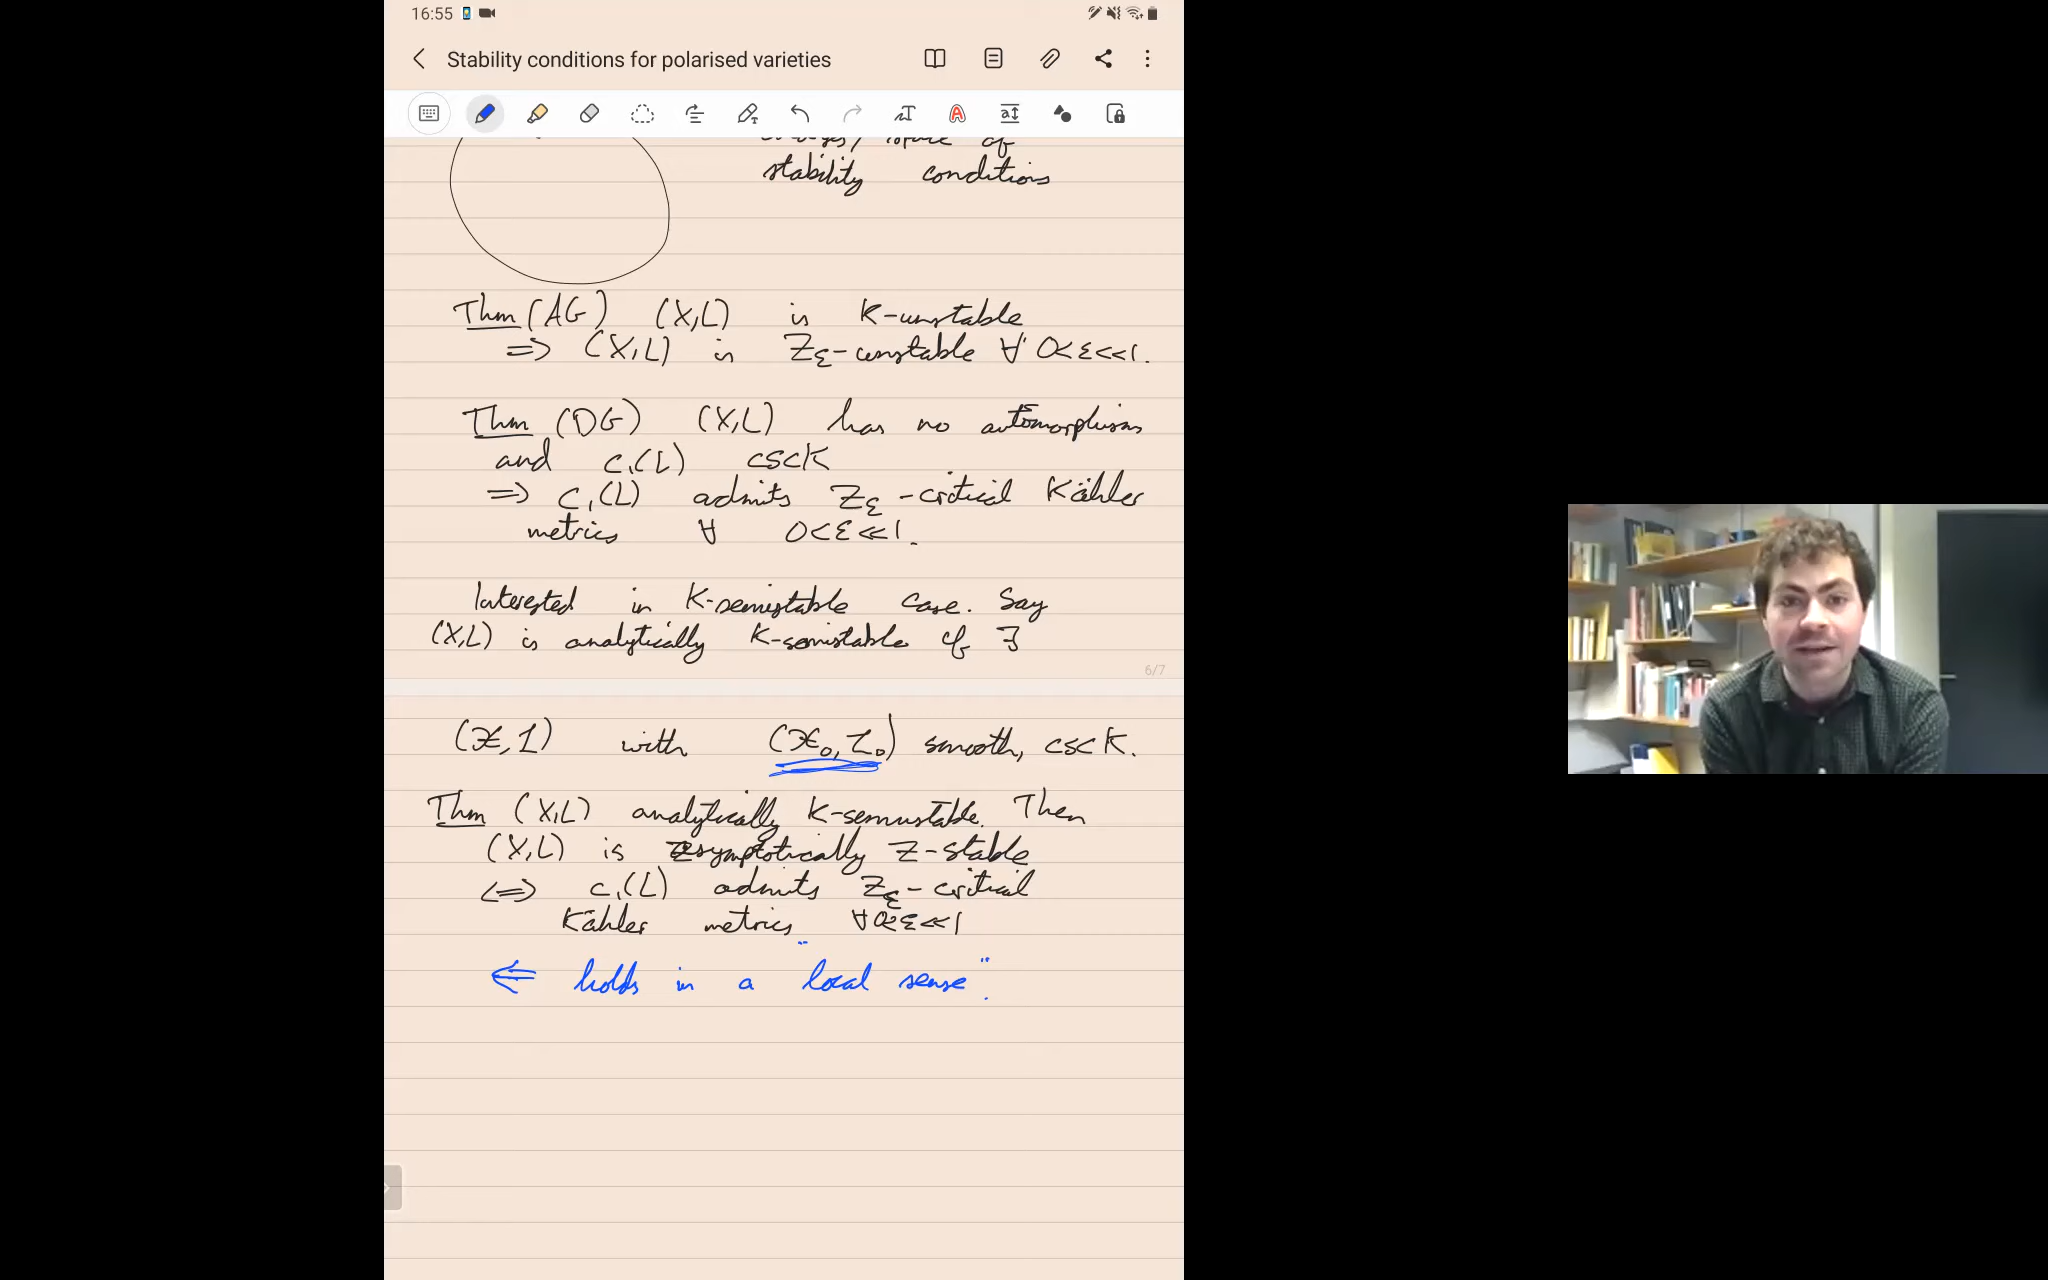 16:55
Stability conditions for polarised varieties
of
stability conditions
Thm (AG) (X,L) is K-unstable
=> (X,L) is Z_ε-unstable ∀ 0<ε<<1.
Thm (DG) (X,L) has no automorphisms
and c₁(L) cscK
=> c₁(L) admits Z_ε-critical Kähler
metrics ∀ 0<ε<<1.
Interested in K-semistable case. Say
(X,L) is analytically K-semistable if ∃
6/7
(𝒳,ℒ) with (𝒳₀,ℒ₀) smooth, cscK.
Thm (X,L) analytically K-semistable. Then
(X,L) is asymptotically Z-stable
<=> c₁(L) admits Z_ε-critical
Kähler metrics ∀ 0<ε<<1
<= holds in a "local sense".